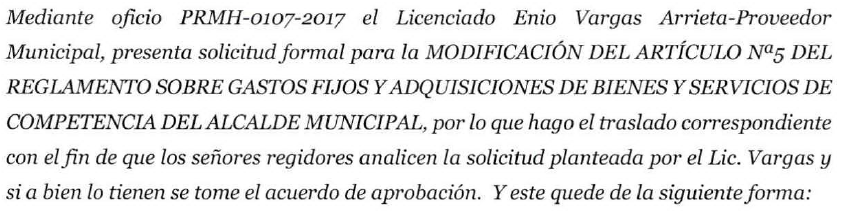 Mediante oficio PRMH-0107-2017 el Licenciado Enio Vargas Arrieta-Proveedor
Municipal, presenta solicitud formal para la MODIFICACIÓN DEL ARTÍCULO Nª5 DEL
REGLAMENTO SOBRE GASTOS FIJOS Y ADQUISICIONES DE BIENES Y SERVICIOS DE
COMPETENCIA DEL ALCALDE MUNICIPAL, por lo que hago el traslado correspondiente
con el fin de que los señores regidores analicen la solicitud planteada por el Lic. Vargas y
si a bien lo tienen se tome el acuerdo de aprobación. Y este quede de la siguiente forma: